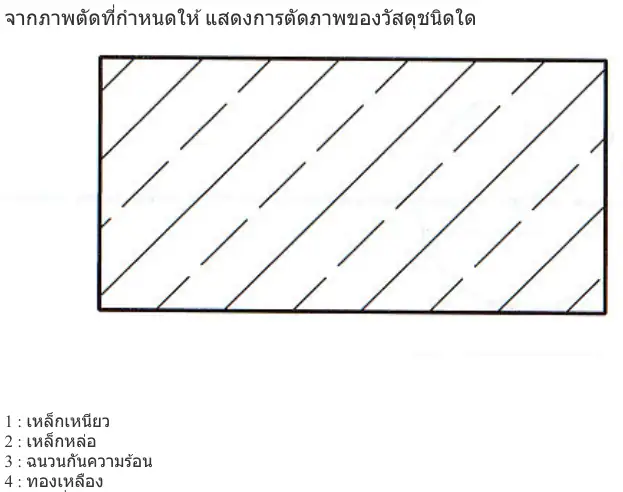 จากภาพตัดที่กำหนดให้ แสดงการตัดภาพของวัสดุชนิดใด
1 : เหล็กเหนียว
2 : เหล็กหล่อ
3 : ฉนวนกันความร้อน
4 : ทองเหลือง